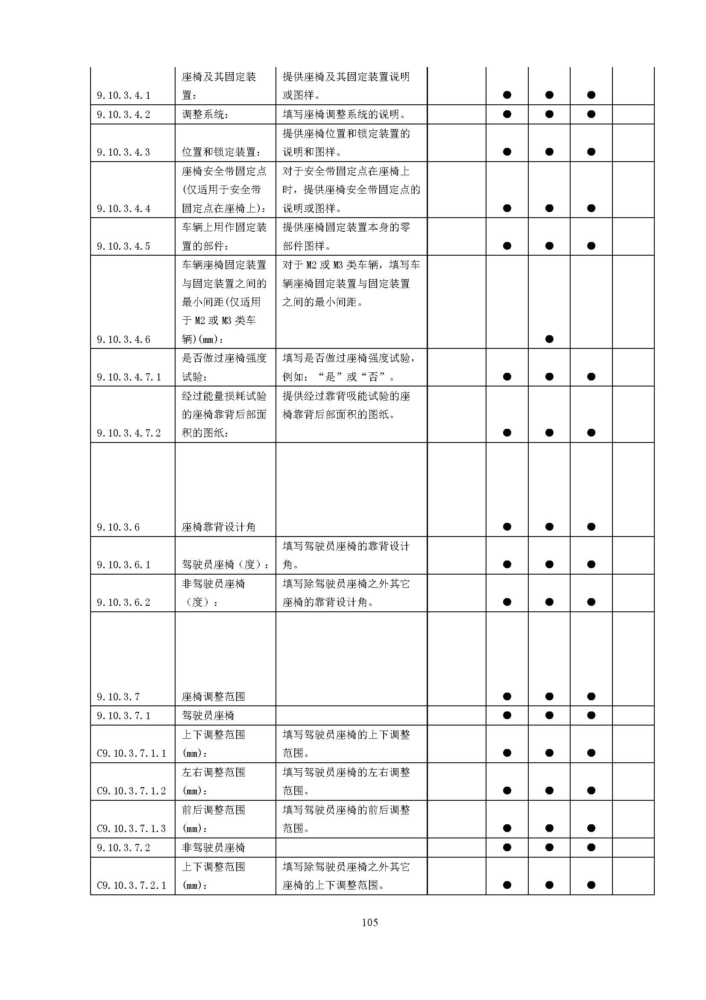 座椅及其固定装 提供座椅及其固定装置说明
9.10.3.4.1 置： 或图样。 ● ● ●
9.10.3.4.2 调整系统： 填写座椅调整系统的说明。 ● ● ●
提供座椅位置和锁定装置的
9.10.3.4.3 位置和锁定装置： 说明和图样。 ● ● ●
座椅安全带固定点 对于安全带固定点在座椅上
(仅适用于安全带 时，提供座椅安全带固定点的
9.10.3.4.4 固定点在座椅上)： 说明或图样。 ● ● ●
车辆上用作固定装 提供座椅固定装置本身的零
9.10.3.4.5 置的部件： 部件图样。 ● ● ●
车辆座椅固定装置 对于 M2 或 M3 类车辆，填写车
与固定装置之间的 辆座椅固定装置与固定装置
最小间距(仅适用 之间的最小间距。
于 M2 或 M3 类车
9.10.3.4.6 辆)(mm)： ●
是否做过座椅强度 填写是否做过座椅强度试验，
9.10.3.4.7.1 试验： 例如：“是”或“否”。 ● ● ●
经过能量损耗试验 提供经过靠背吸能试验的座
的座椅靠背后部面 椅靠背后部面积的图纸。
9.10.3.4.7.2 积的图纸： ● ● ●
9.10.3.6 座椅靠背设计角 ● ● ●
填写驾驶员座椅的靠背设计
9.10.3.6.1 驾驶员座椅（度）： 角。 ● ● ●
非驾驶员座椅 填写除驾驶员座椅之外其它
9.10.3.6.2 （度）： 座椅的靠背设计角。 ● ● ●
9.10.3.7 座椅调整范围 ● ● ●
9.10.3.7.1 驾驶员座椅 ● ● ●
上下调整范围 填写驾驶员座椅的上下调整
C9.10.3.7.1.1 (mm)： 范围。 ● ● ●
左右调整范围 填写驾驶员座椅的左右调整
C9.10.3.7.1.2 (mm)： 范围。 ● ● ●
前后调整范围 填写驾驶员座椅的前后调整
C9.10.3.7.1.3 (mm)： 范围。 ● ● ●
9.10.3.7.2 非驾驶员座椅 ● ● ●
上下调整范围 填写除驾驶员座椅之外其它
C9.10.3.7.2.1 (mm)： 座椅的上下调整范围。 ● ● ●
105